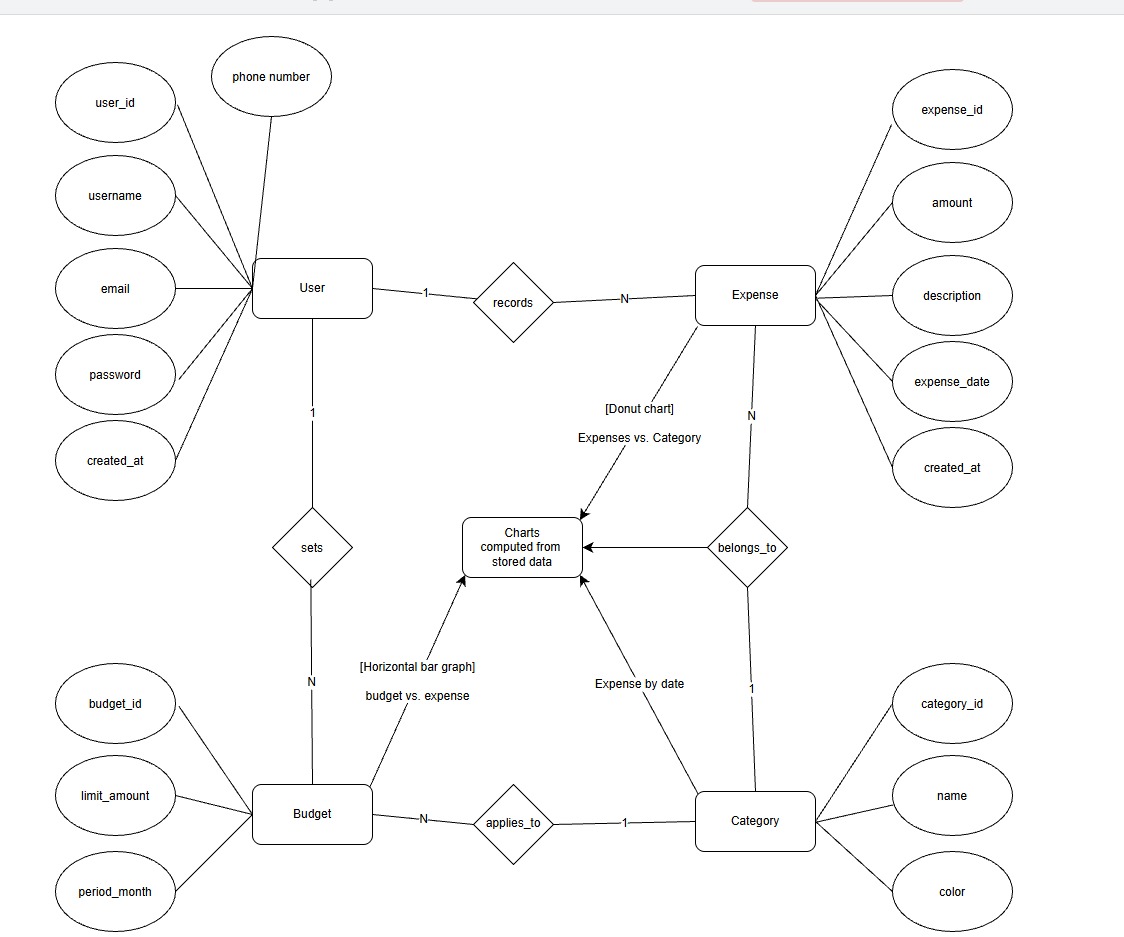 phone number
user_id
expense_id
username
amount
email
User
1
records
N
Expense
description
password
expense_date
[Donut chart]
Expenses vs. Category
1
N
created_at
created_at
sets
Charts
computed from
stored data
belongs_to
[Horizontal bar graph]
budget vs. expense
N
Expense by date
1
budget_id
category_id
limit_amount
name
Budget
N
applies_to
1
Category
period_month
color